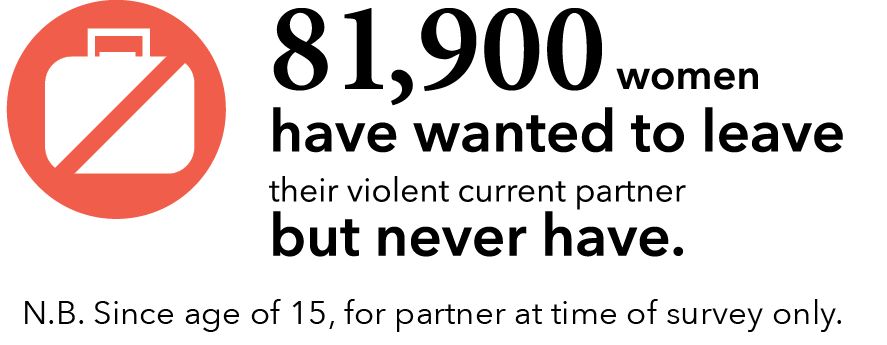 81,900 women
have wanted to leave
their violent current partner
but never have.
N.B. Since age of 15, for partner at time of survey only.